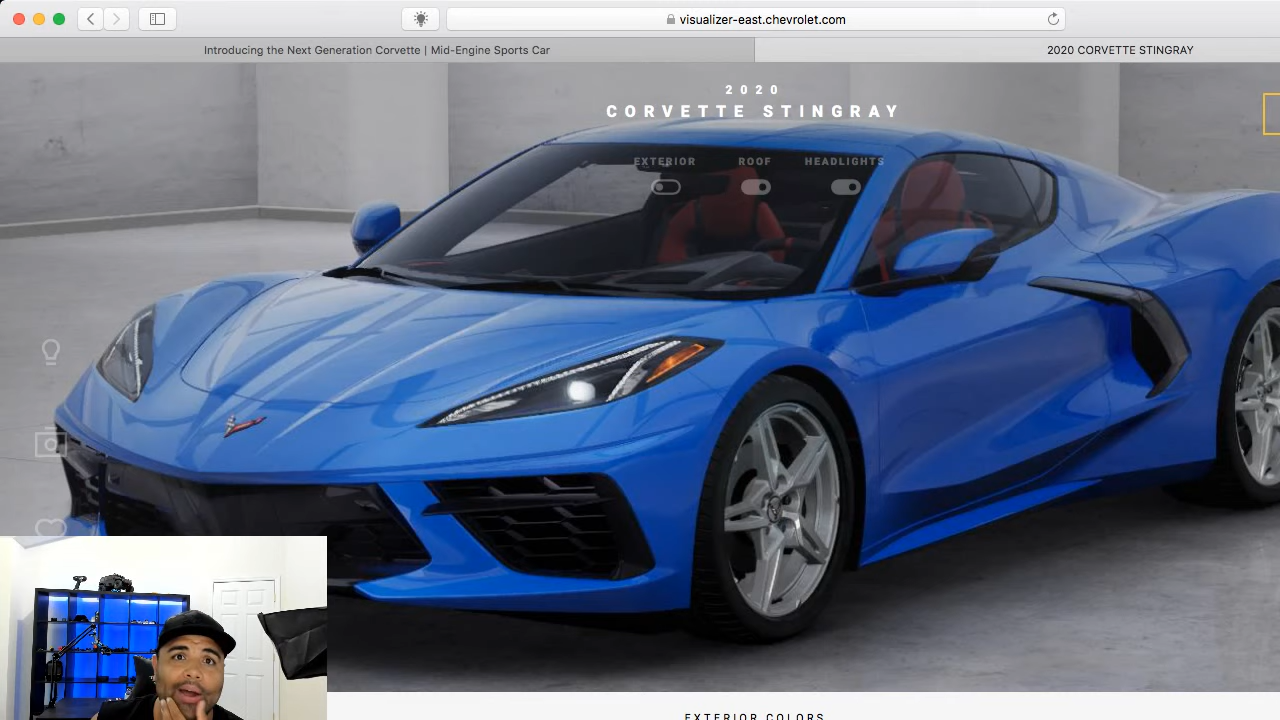 visualizer-east.chevrolet.com
Introducing the Next Generation Corvette | Mid-Engine Sports Car
2020 CORVETTE STINGRAY
2020
CORVETTE STINGRAY
EXTERIOR ROOF HEADLIGHTS
EXTERIOR COLORS